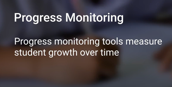 Progress Monitoring
Progress monitoring tools measure
student growth over time